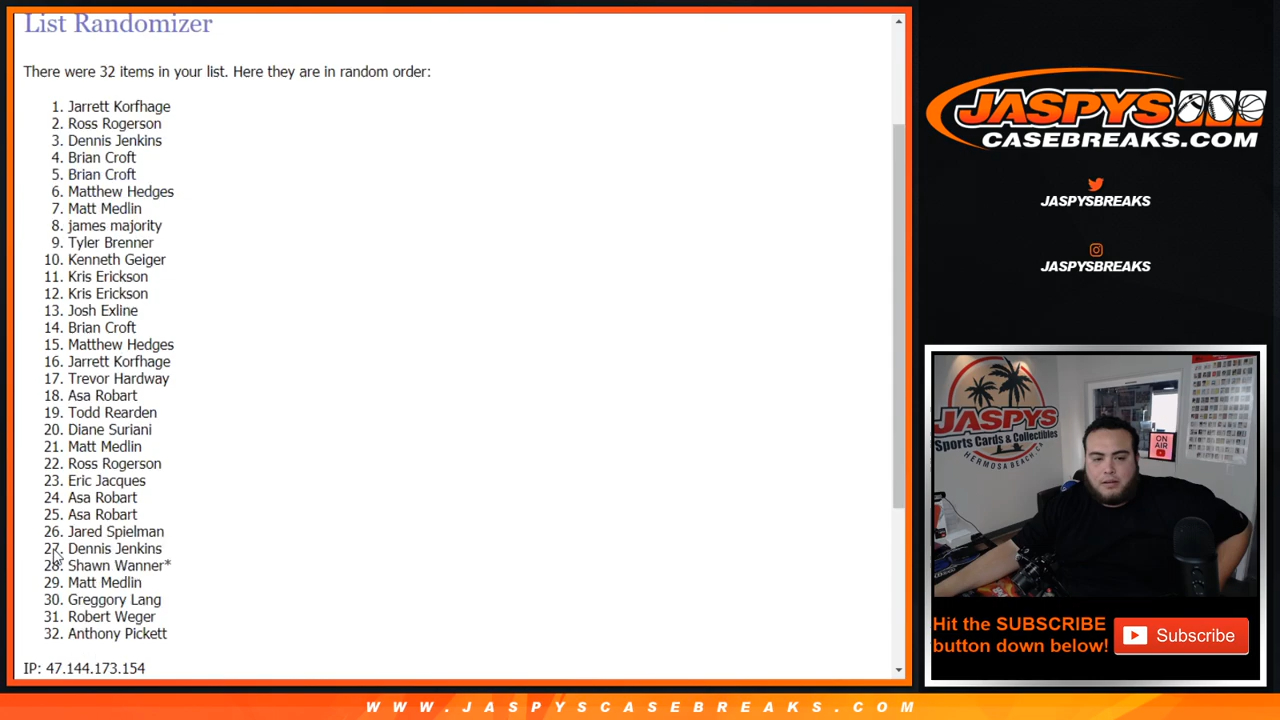 List Randomizer
There were 32 items in your list. Here they are in random order:
1. Jarrett Korfhage
2. Ross Rogerson
3. Dennis Jenkins
4. Brian Croft
5. Brian Croft
6. Matthew Hedges
7. Matt Medlin
8. james majority
9. Tyler Brenner
10. Kenneth Geiger
11. Kris Erickson
12. Kris Erickson
13. Josh Exline
14. Brian Croft
15. Matthew Hedges
16. Jarrett Korfhage
17. Trevor Hardway
18. Asa Robart
19. Todd Rearden
20. Diane Suriani
21. Matt Medlin
22. Ross Rogerson
23. Eric Jacques
24. Asa Robart
25. Asa Robart
26. Jared Spielman
27. Dennis Jenkins
28. Shawn Wanner*
29. Matt Medlin
30. Greggory Lang
31. Robert Weger
32. Anthony Pickett
IP: 47.144.173.154
JASPYS
CASEBREAKS.COM
JASPYSBREAKS
JASPYSBREAKS
JASPYS
Sports Cards & Collectibles
HERMOSA BEACH, CA
ON
AIR
Hit the SUBSCRIBE
button down below!
Subscribe
WWW.JASPYSCASEBREAKS.COM